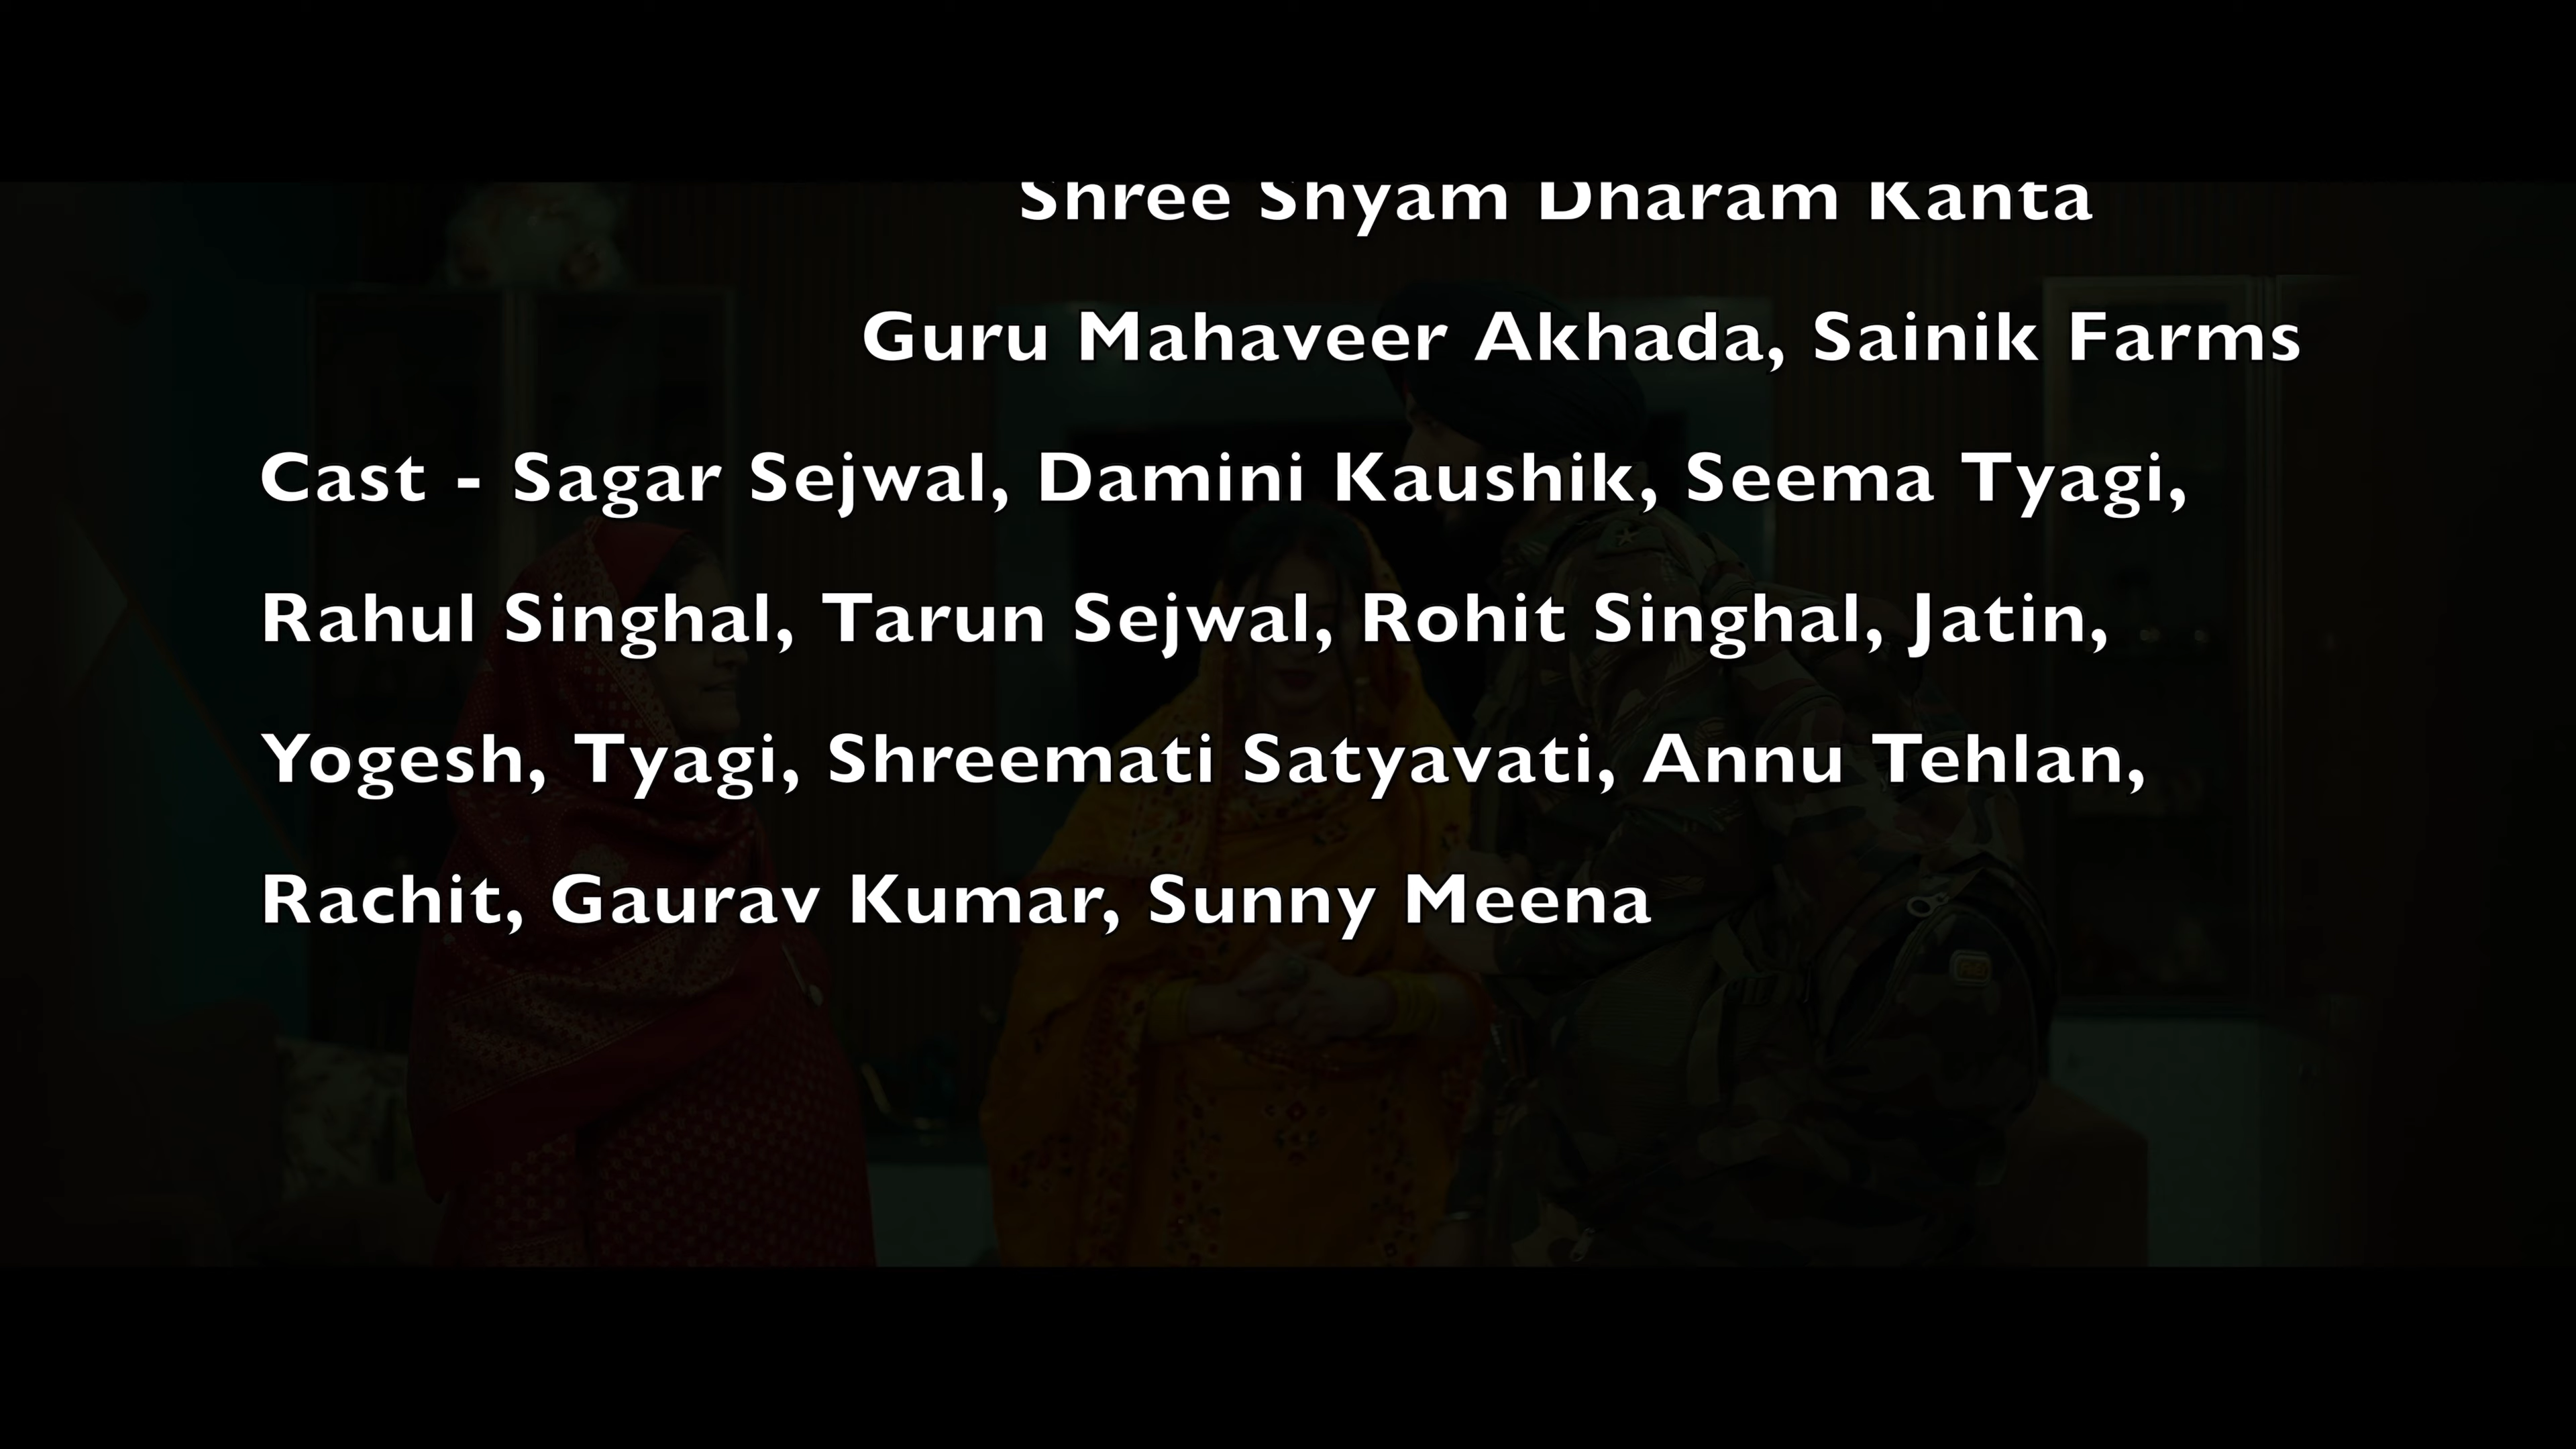 Shree Shyam Dharam Kanta
Guru Mahaveer Akhada, Sainik Farms
Cast - Sagar Sejwal, Damini Kaushik, Seema Tyagi,
Rahul Singhal, Tarun Sejwal, Rohit Singhal, Jatin,
Yogesh, Tyagi, Shreemati Satyavati, Annu Tehlan,
Rachit, Gaurav Kumar, Sunny Meena